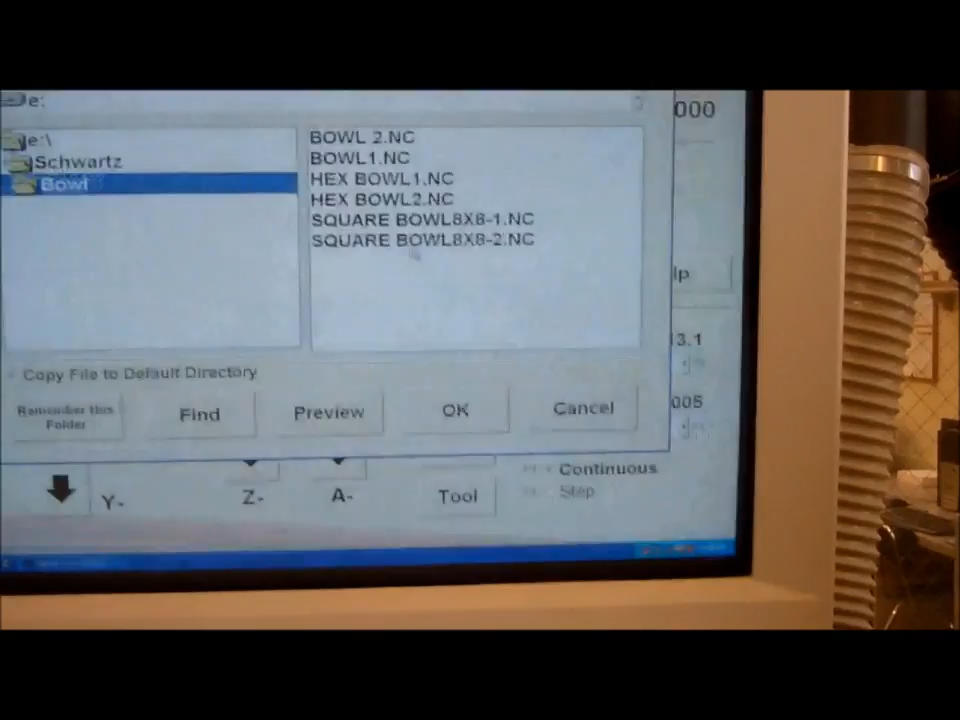 e:
000
e:\
Schwartz
Bowl
BOWL 2.NC
BOWL1.NC
HEX BOWL1.NC
HEX BOWL2.NC
SQUARE BOWL8X8-1.NC
SQUARE BOWL8X8-2.NC
lp
3.1
Copy File to Default Directory
005
Remember this
Folder
Find
Preview
OK
Cancel
Y-
Z-
A-
Tool
Continuous
Step